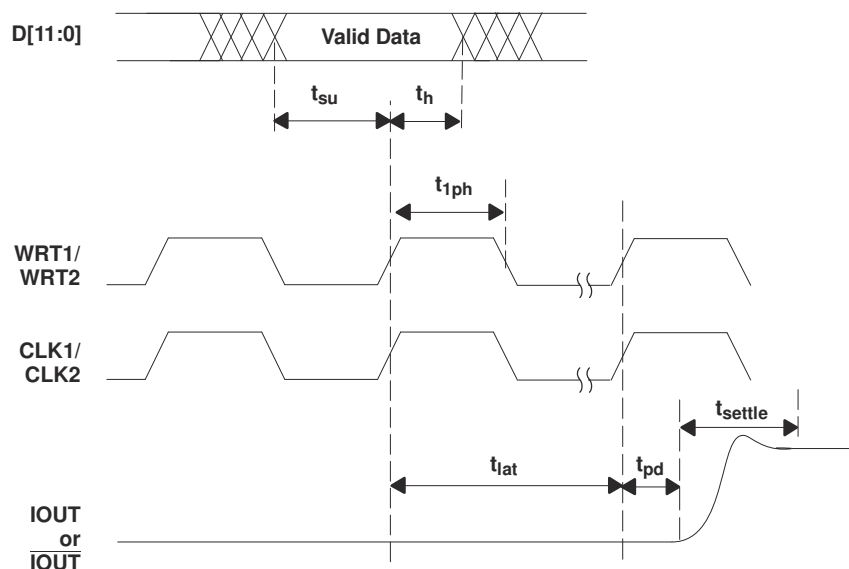 D[11:0]
Valid Data
tsu
th
t1ph
WRT1/
WRT2
CLK1/
CLK2
tsettle
tlat
tpd
IOUT
or
IOUT